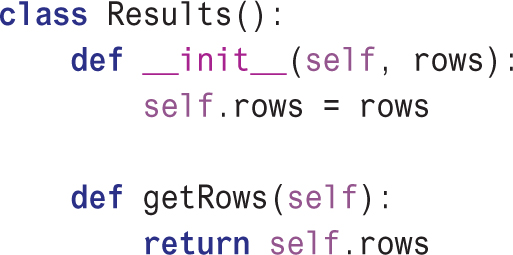 class Results():
    def __init__(self, rows):
        self.rows = rows

    def getRows(self):
        return self.rows